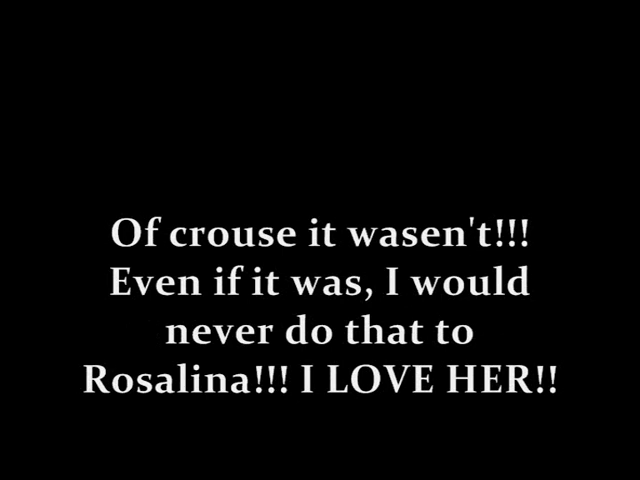 Of crouse it wasen't!!!
Even if it was, I would
never do that to
Rosalina!!! I LOVE HER!!